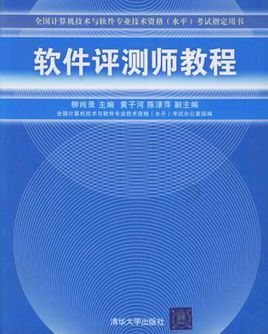 全国计算机技术与软件专业技术资格（水平）考试指定用书
软件评测师教程
柳纯录 主编 黄子河 陈渌萍 副主编
全国计算机技术与软件专业技术资格（水平）考试办公室组编
清华大学出版社